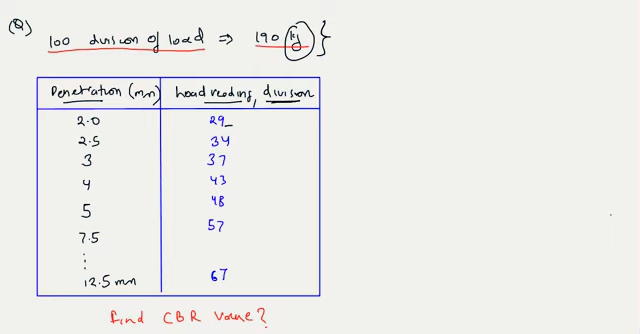 (Q) 100 division of load ⇒ 190 kg }
Penetration (mm) Load reading, division
2.0 29
2.5 34
3 37
4 43
5 48
7.5 57
⋮
12.5 mm 67
Find CBR value?